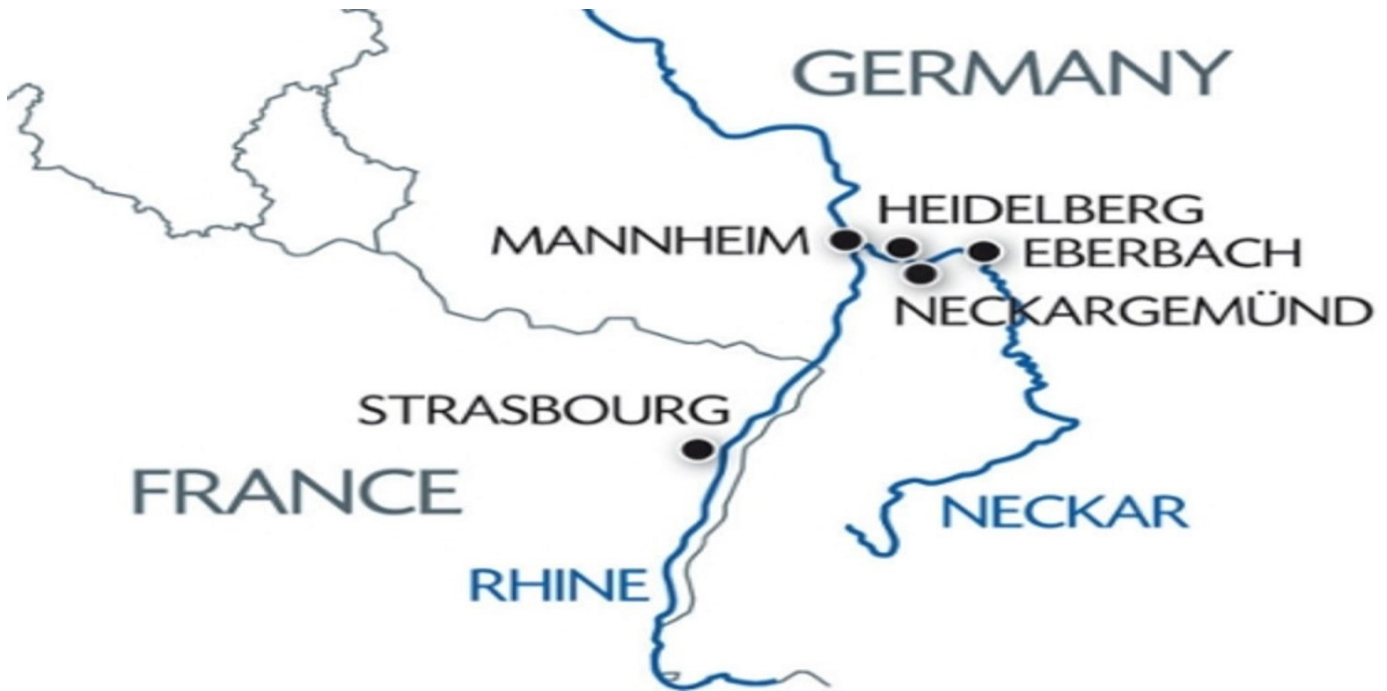 GERMANY
HEIDELBERG
MANNHEIM
EBERBACH
NECKARGEMÜND
STRASBOURG
FRANCE
NECKAR
RHINE